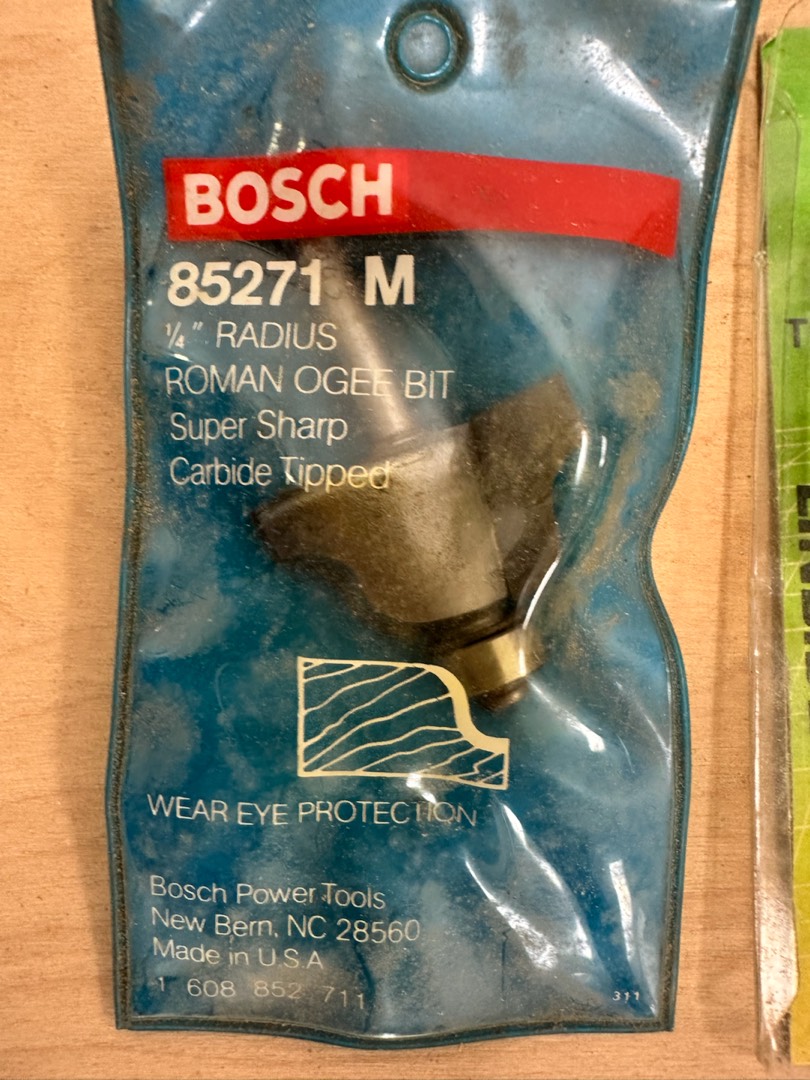 BOSCH
85271 M
1/4" RADIUS
ROMAN OGEE BIT
Super Sharp
Carbide Tipped
WEAR EYE PROTECTION
Bosch Power Tools
New Bern, NC 28560
Made in U.S.A
1 608 852 711
311
T